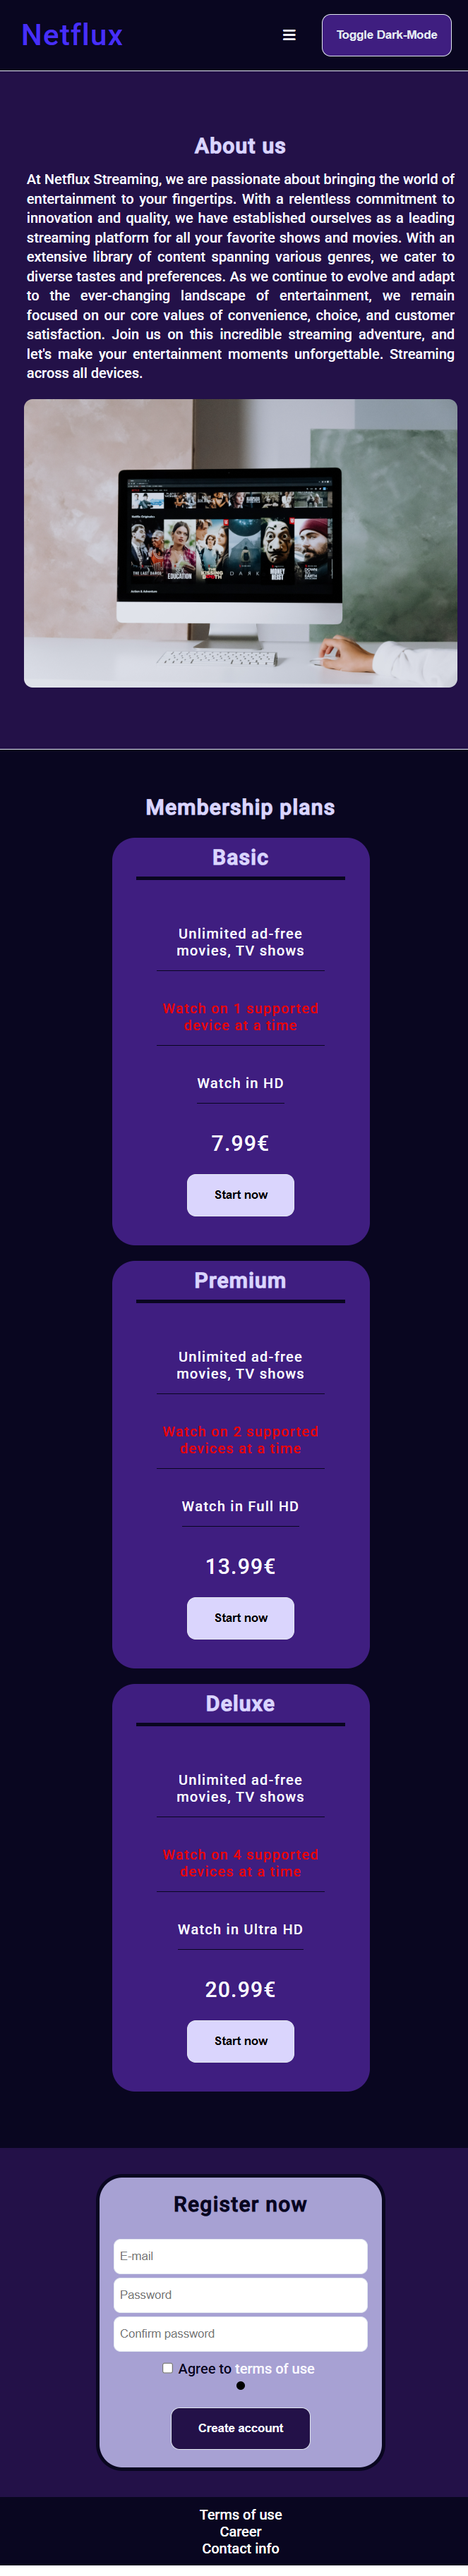 Netflux
Toggle Dark-Mode
About us
At Netflux Streaming, we are passionate about bringing the world of
entertainment to your fingertips. With a relentless commitment to
innovation and quality, we have established ourselves as a leading
streaming platform for all your favorite shows and movies. With an
extensive library of content spanning various genres, we cater to
diverse tastes and preferences. As we continue to evolve and adapt
to the ever-changing landscape of entertainment, we remain
focused on our core values of convenience, choice, and customer
satisfaction. Join us on this incredible streaming adventure, and
let's make your entertainment moments unforgettable. Streaming
across all devices.
EDUCATION
DARK
MONEY
HEIST
Membership plans
Basic
Unlimited ad-free
movies, TV shows
Watch on 1 supported
device at a time
Watch in HD
7.99€
Start now
Premium
Unlimited ad-free
movies, TV shows
Watch on 2 supported
devices at a time
Watch in Full HD
13.99€
Start now
Deluxe
Unlimited ad-free
movies, TV shows
Watch on 4 supported
devices at a time
Watch in Ultra HD
20.99€
Start now
Register now
E-mail
Password
Confirm password
Agree to terms of use
Create account
Terms of use
Career
Contact info